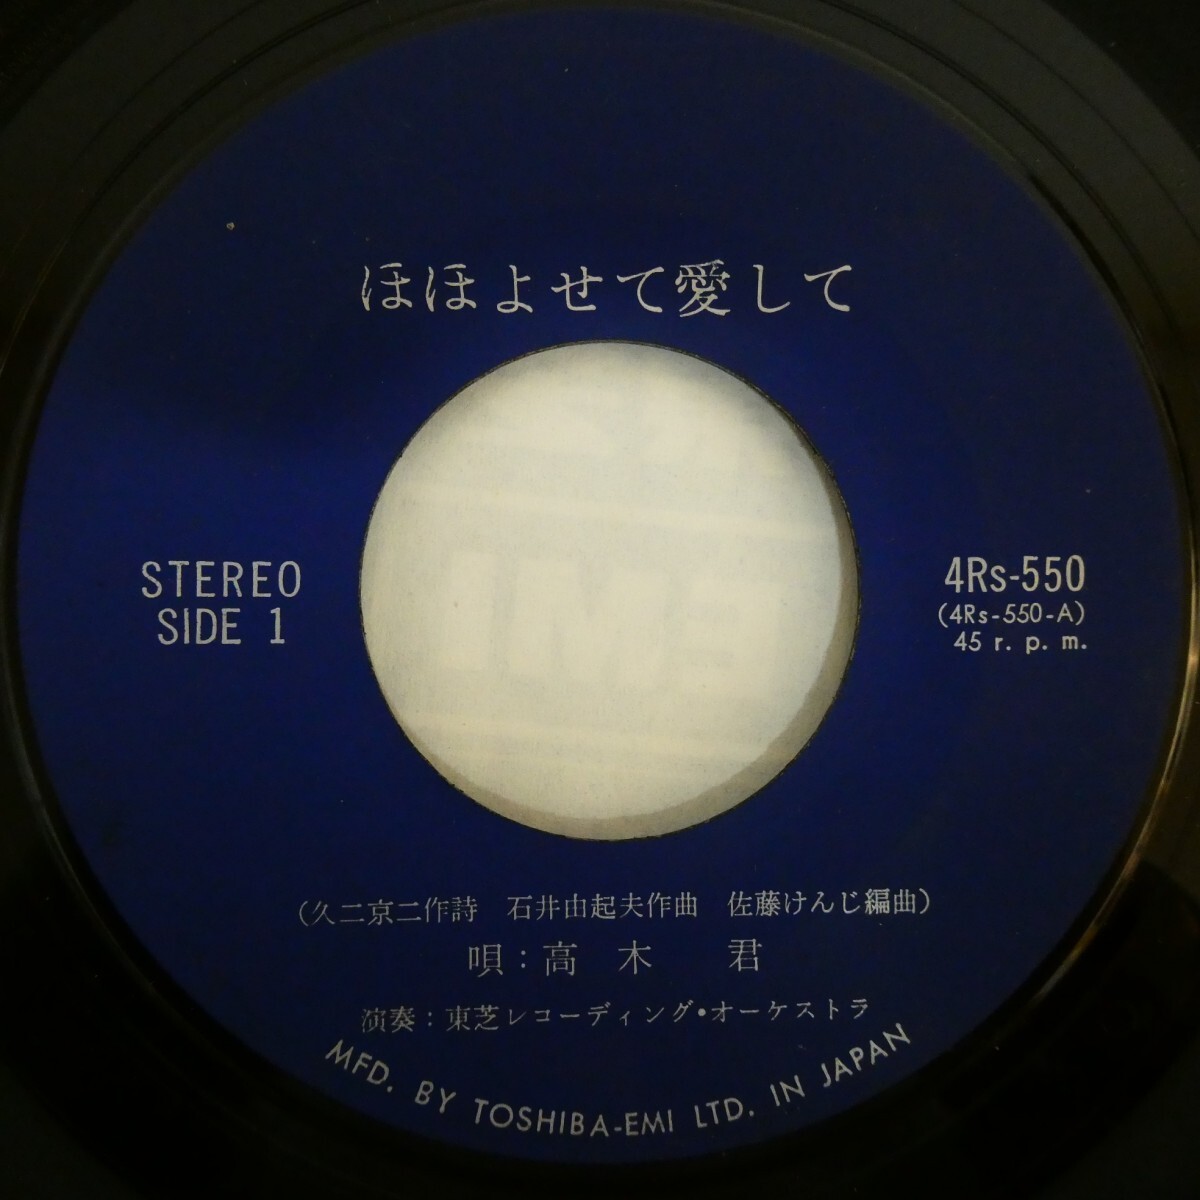 ほほよせて愛して
STEREO
SIDE 1
4Rs-550
(4Rs-550-A)
45 r. p. m.
(久二京二作詩　石井由起夫作曲　佐藤けんじ編曲)
唄：高　木　　君
演奏：東芝レコーディング・オーケストラ
MFD. BY TOSHIBA-EMI LTD. IN JAPAN